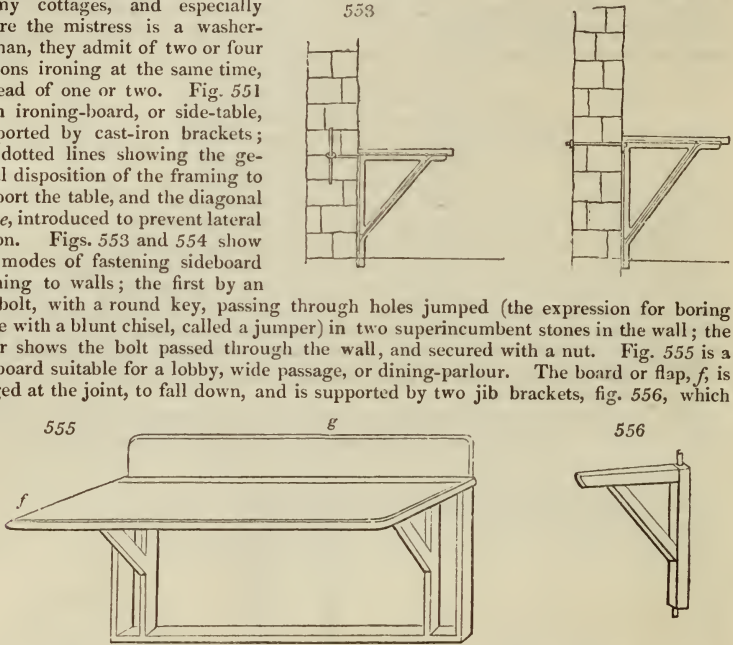 ny cottages, and especially
re the mistress is a washer-
nan, they admit of two or four
ons ironing at the same time,
ead of one or two. Fig. 551
n ironing-board, or side-table,
ported by cast-iron brackets;
dotted lines showing the ge-
l disposition of the framing to
port the table, and the diagonal
e, introduced to prevent lateral
on. Figs. 553 and 554 show
modes of fastening sideboard
ning to walls; the first by an
553
bolt, with a round key, passing through holes jumped (the expression for boring
e with a blunt chisel, called a jumper) in two superincumbent stones in the wall; the
r shows the bolt passed through the wall, and secured with a nut. Fig. 555 is a
board suitable for a lobby, wide passage, or dining-parlour. The board or flap, f, is
ged at the joint, to fall down, and is supported by two jib brackets, fig. 556, which
555
g
556
f